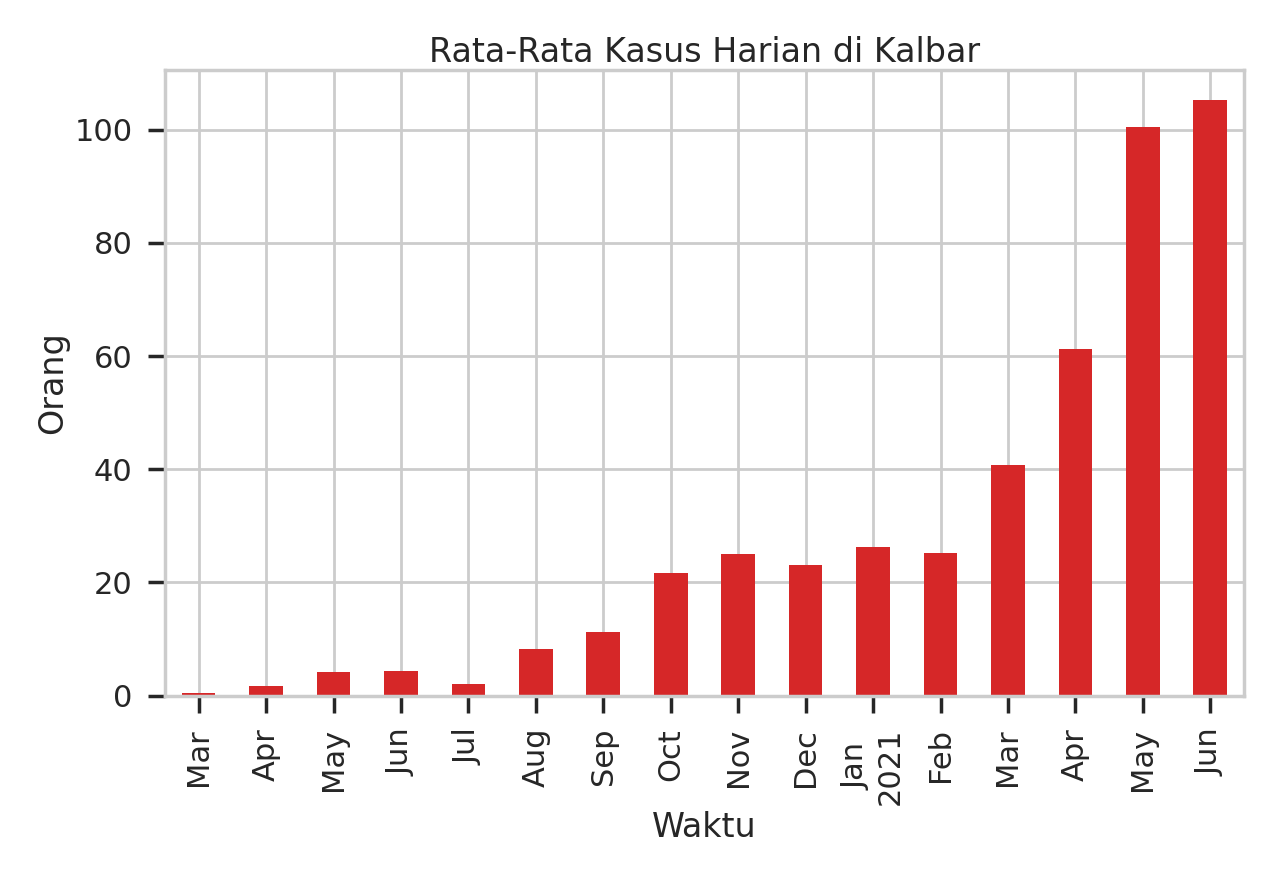 Rata-Rata Kasus Harian di Kalbar
100
80
60
40
20
0
Orang
Mar
Apr
May
Jun
Jul
Aug
Sep
Oct
Nov
Dec
Jan
2021
Feb
Mar
Apr
May
Jun
Waktu